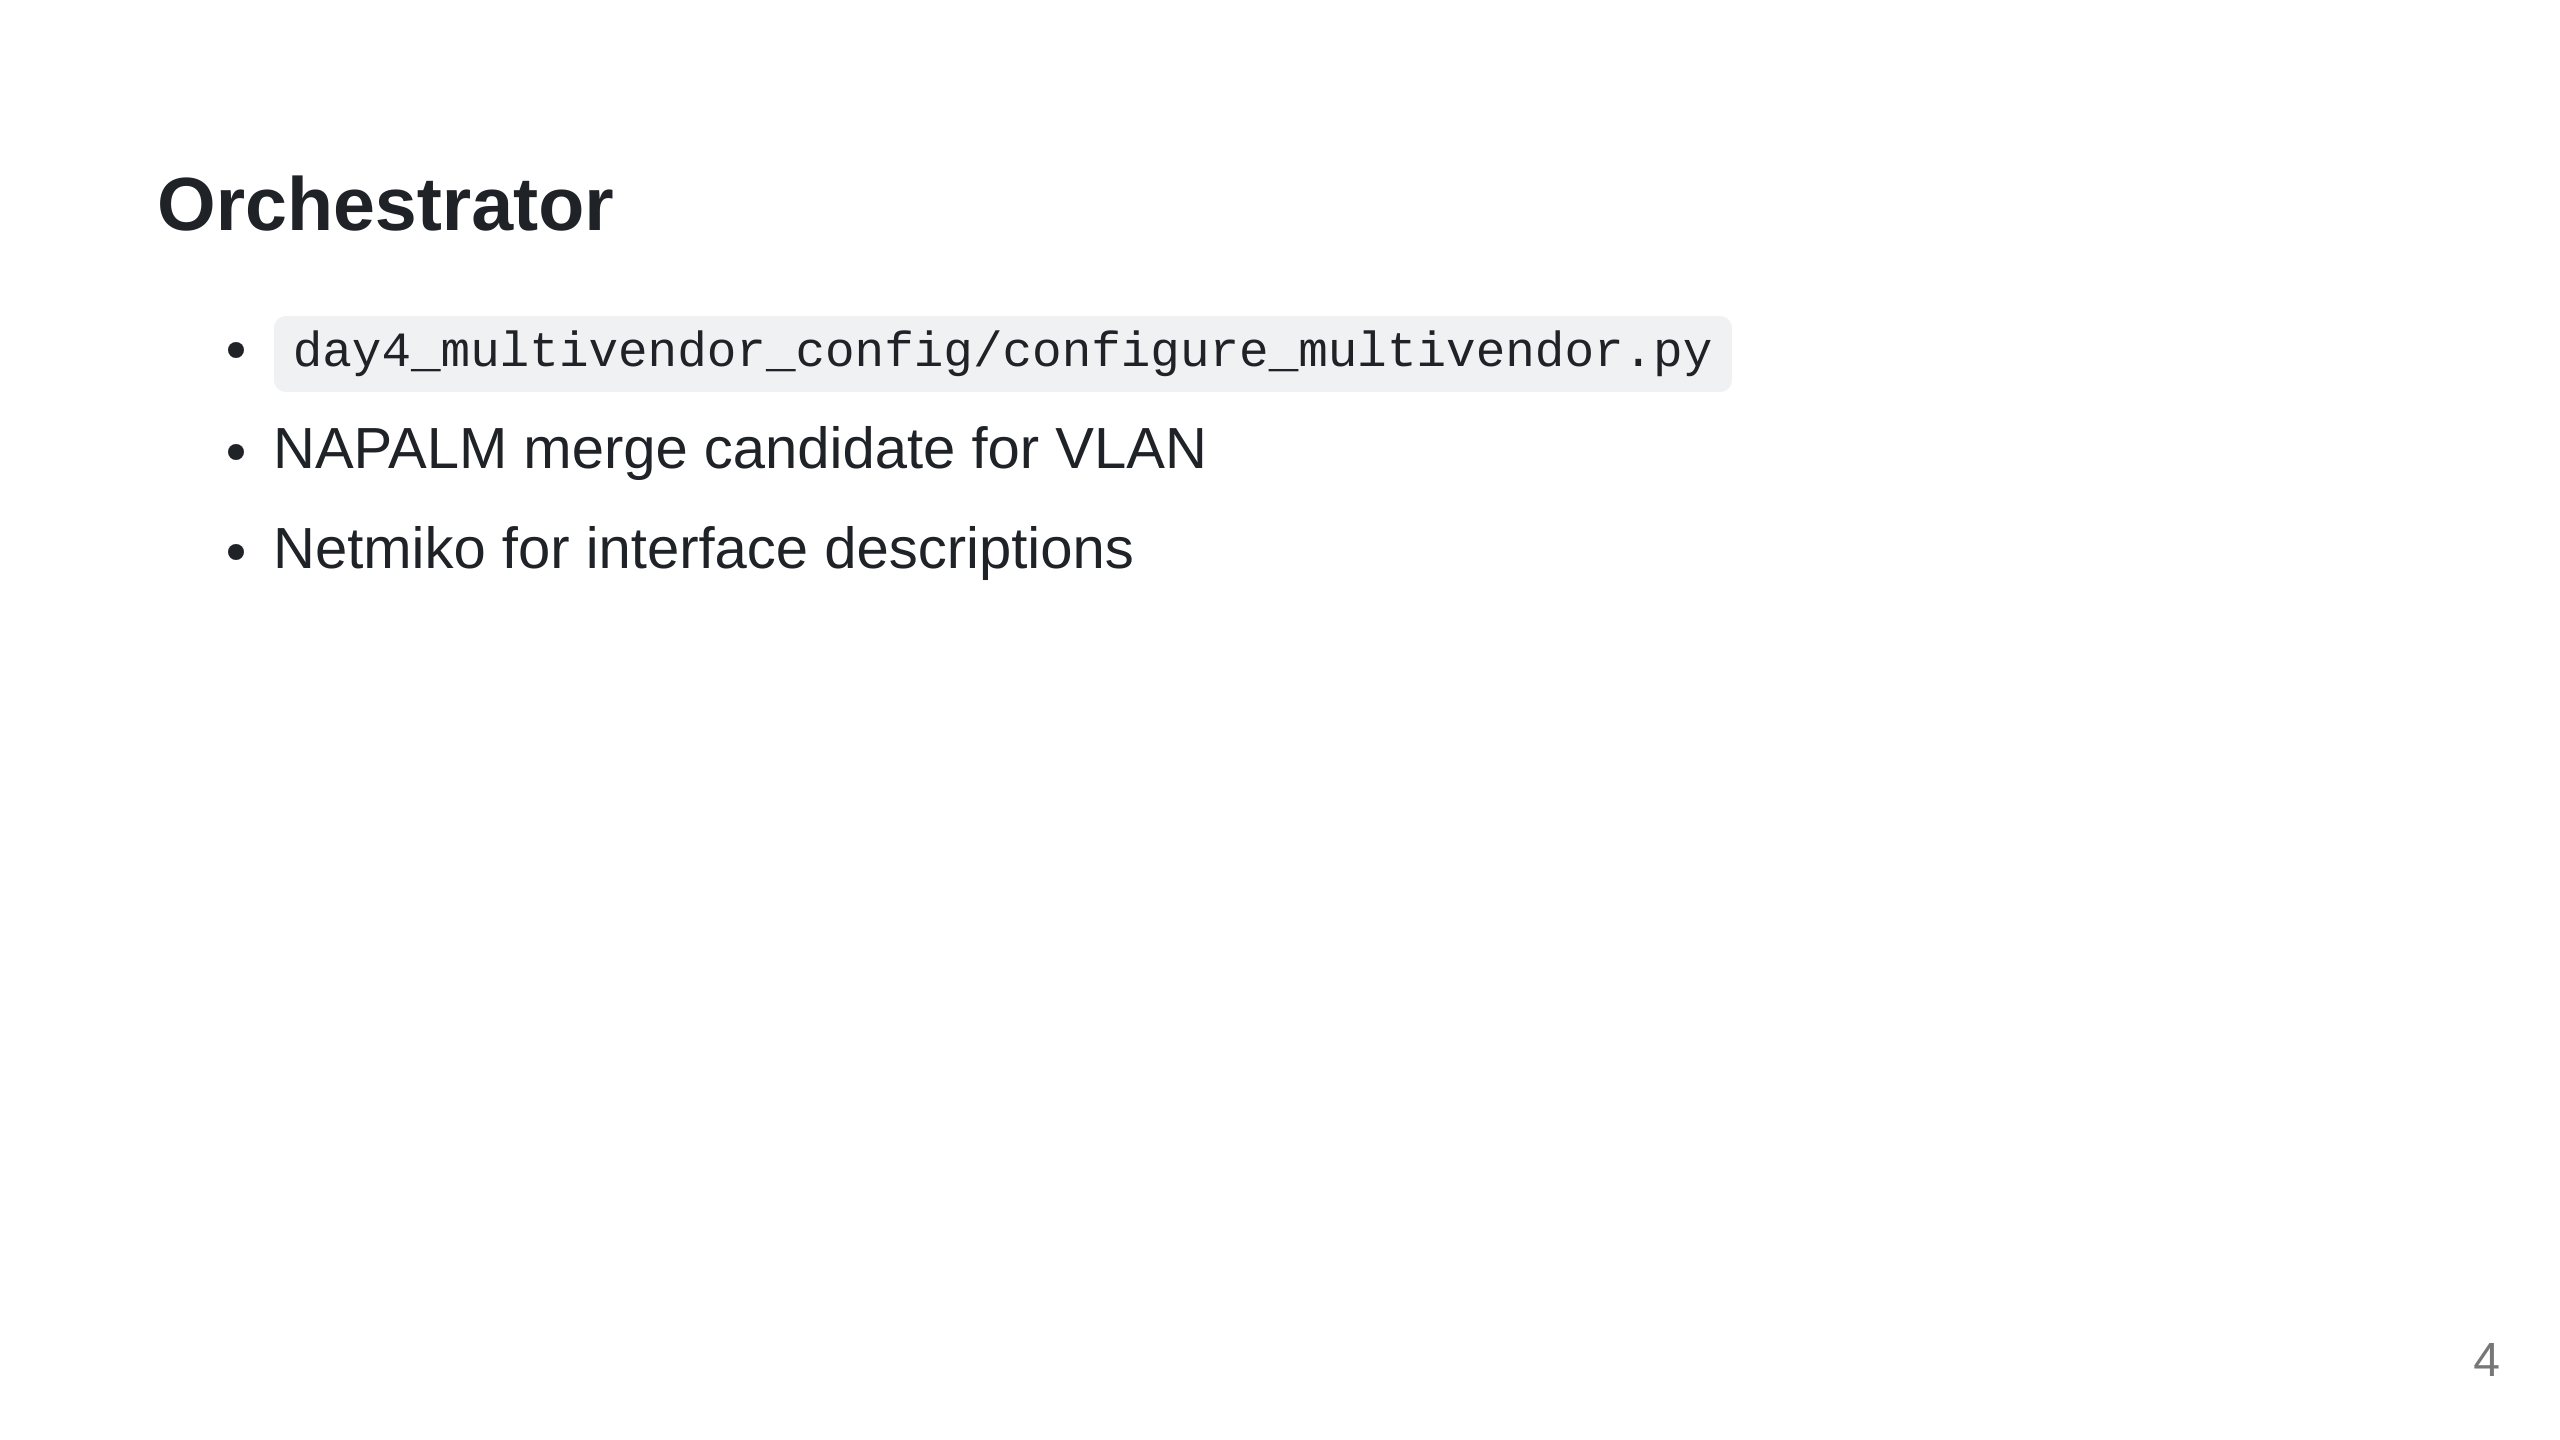 Orchestrator
• day4_multivendor_config/configure_multivendor.py
• NAPALM merge candidate for VLAN
• Netmiko for interface descriptions
4